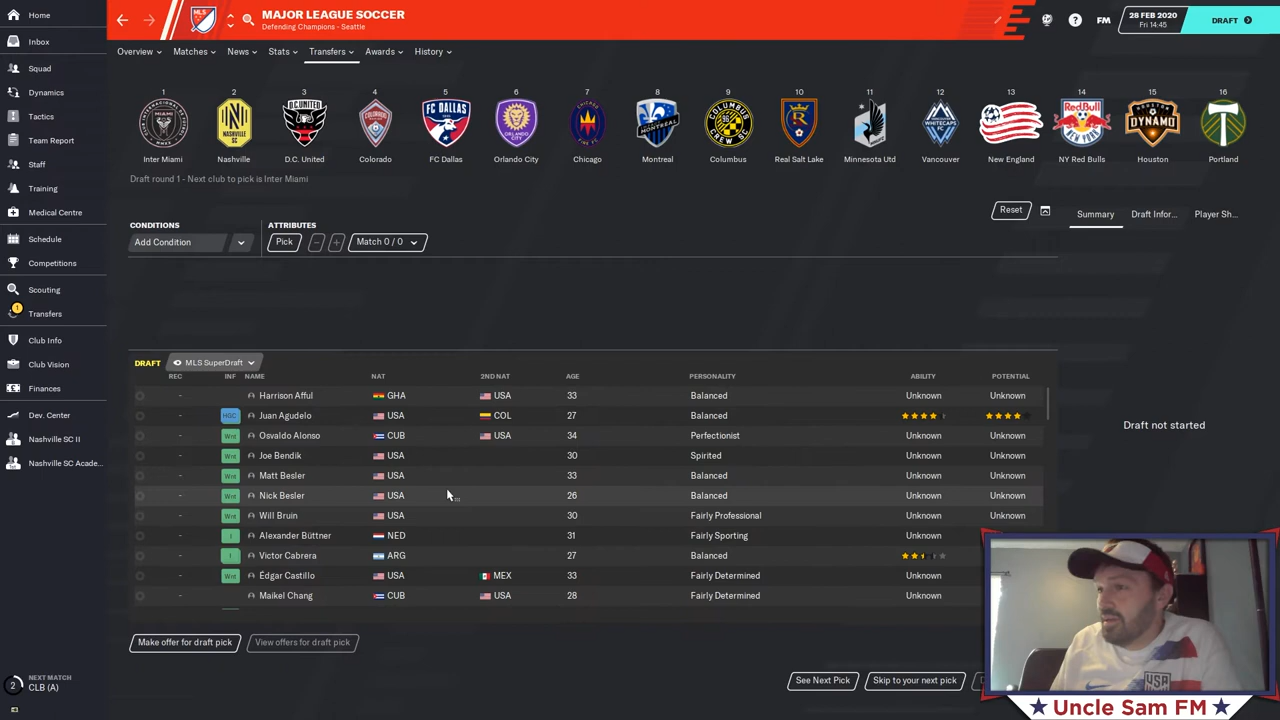 Home
Inbox
Squad
Dynamics
Tactics
Team Report
Staff
Training
Medical Centre
Schedule
Competitions
Scouting
1
Transfers
Club Info
Club Vision
Finances
Dev. Center
Nashville SC II
Nashville SC Acade...
2
NEXT MATCH
CLB (A)
MLS
MAJOR LEAGUE SOCCER
Defending Champions - Seattle
FM
28 FEB 2020
Fri 14:45
DRAFT
Overview Matches News Stats Transfers Awards History
1 2 3 4 5 6 7 8 9 10 11 12 13 14 15 16
Inter Miami Nashville D.C. United Colorado FC Dallas Orlando City Chicago Montreal Columbus Real Salt Lake Minnesota Utd Vancouver New England NY Red Bulls Houston Portland
Draft round 1 - Next club to pick is Inter Miami
Reset
Summary Draft Infor... Player Sh...
CONDITIONS ATTRIBUTES
Add Condition Pick Match 0 / 0
DRAFT MLS SuperDraft
REC INF NAME NAT 2ND NAT AGE PERSONALITY ABILITY POTENTIAL
- Harrison Afful GHA USA 33 Balanced Unknown Unknown
HGC Juan Agudelo USA COL 27 Balanced
- Wnt Osvaldo Alonso CUB USA 34 Perfectionist Unknown Unknown
- Wnt Joe Bendik USA 30 Spirited Unknown Unknown
- Wnt Matt Besler USA 33 Balanced Unknown Unknown
- Wnt Nick Besler USA 26 Balanced Unknown Unknown
- Wnt Will Bruin USA 30 Fairly Professional Unknown Unknown
- I Alexander Büttner NED 31 Fairly Sporting Unknown
- I Victor Cabrera ARG 27 Balanced
- Wnt Édgar Castillo USA MEX 33 Fairly Determined Unknown
- Maikel Chang CUB USA 28 Fairly Determined Unknown
Draft not started
Make offer for draft pick View offers for draft pick
See Next Pick Skip to your next pick
USA
★ Uncle Sam FM ★